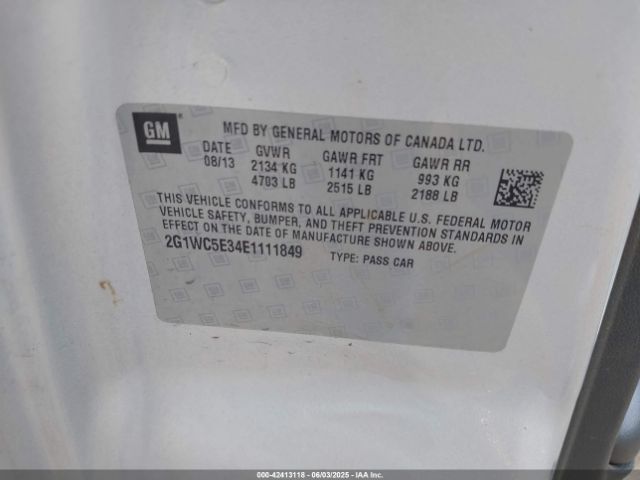 GM
MFD BY GENERAL MOTORS OF CANADA LTD.
DATE GVWR GAWR FRT GAWR RR
08/13 2134 KG 1141 KG 993 KG
4703 LB 2515 LB 2188 LB
THIS VEHICLE CONFORMS TO ALL APPLICABLE U.S. FEDERAL MOTOR
VEHICLE SAFETY, BUMPER, AND THEFT PREVENTION STANDARDS IN
EFFECT ON THE DATE OF MANUFACTURE SHOWN ABOVE.
2G1WC5E34E1111849 TYPE: PASS CAR
000-42413118 - 06/03/2025 - IAA Inc.